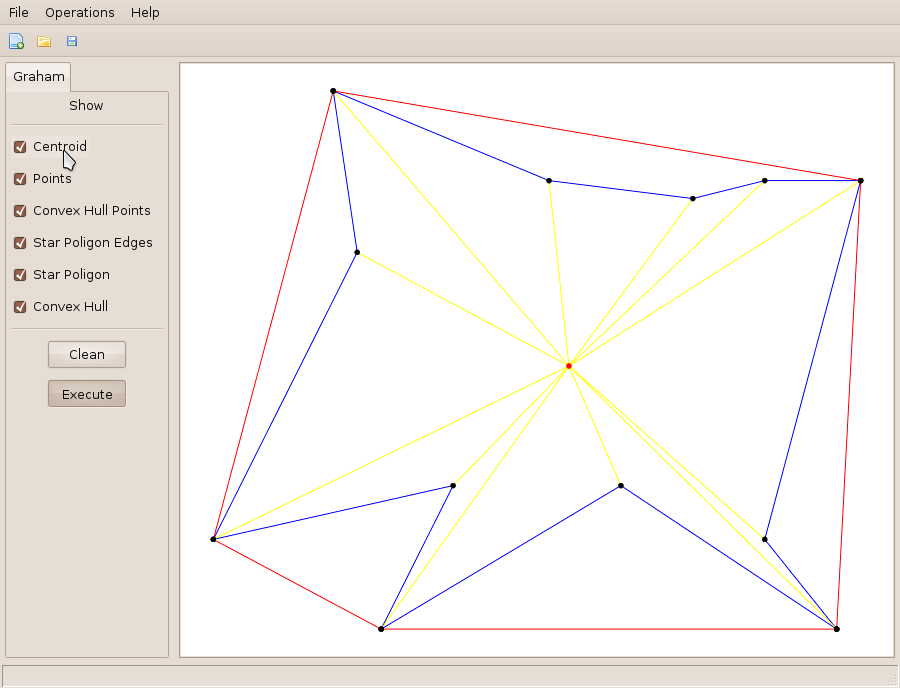 File Operations Help
Graham
Show
Centroid
Points
Convex Hull Points
Star Poligon Edges
Star Poligon
Convex Hull
Clean
Execute